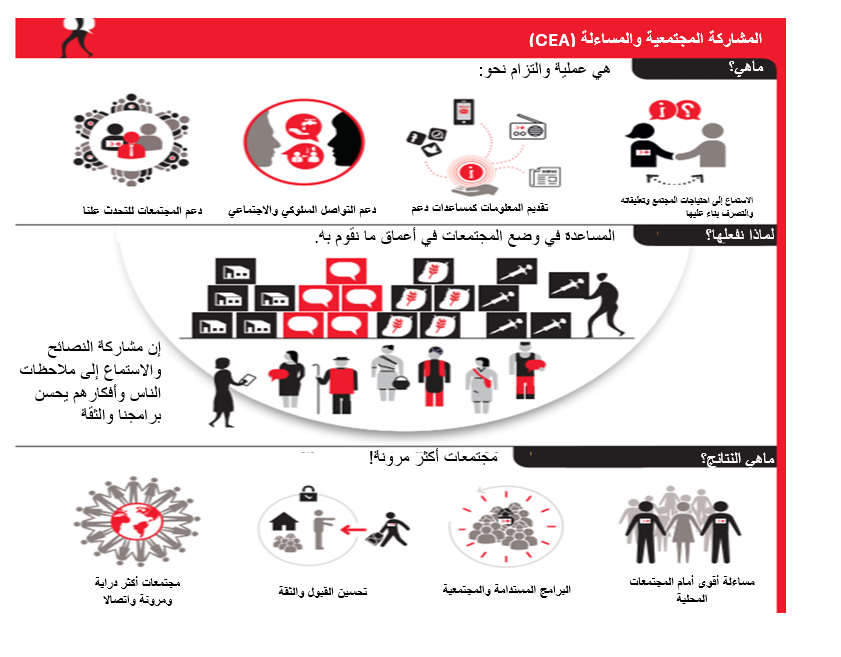 المشاركة المجتمعية والمساءلة (CEA)
ماهي؟
هي عملية والتزام نحو:
الاستماع إلى احتياجات المجتمع وتعليقاته
والتصرف بناء عليها
تقديم المعلومات كمساعدات دعم
دعم التواصل السلوكي والاجتماعي
دعم المجتمعات للتحدث علنا
لماذا نفعلها؟
المساعدة في وضع المجتمعات في أعماق ما نقوم به.
إن مشاركة النصائح
والاستماع إلى ملاحظات
الناس وأفكارهم يحسن
برامجنا والثقة
ماهي النتائج؟
مجتمعات أكثر مرونة!
مساءلة أقوى أمام المجتمعات
المحلية
البرامج المستدامة والمجتمعية
تحسين القبول والثقة
مجتمعات أكثر دراية
ومرونة واتصالا